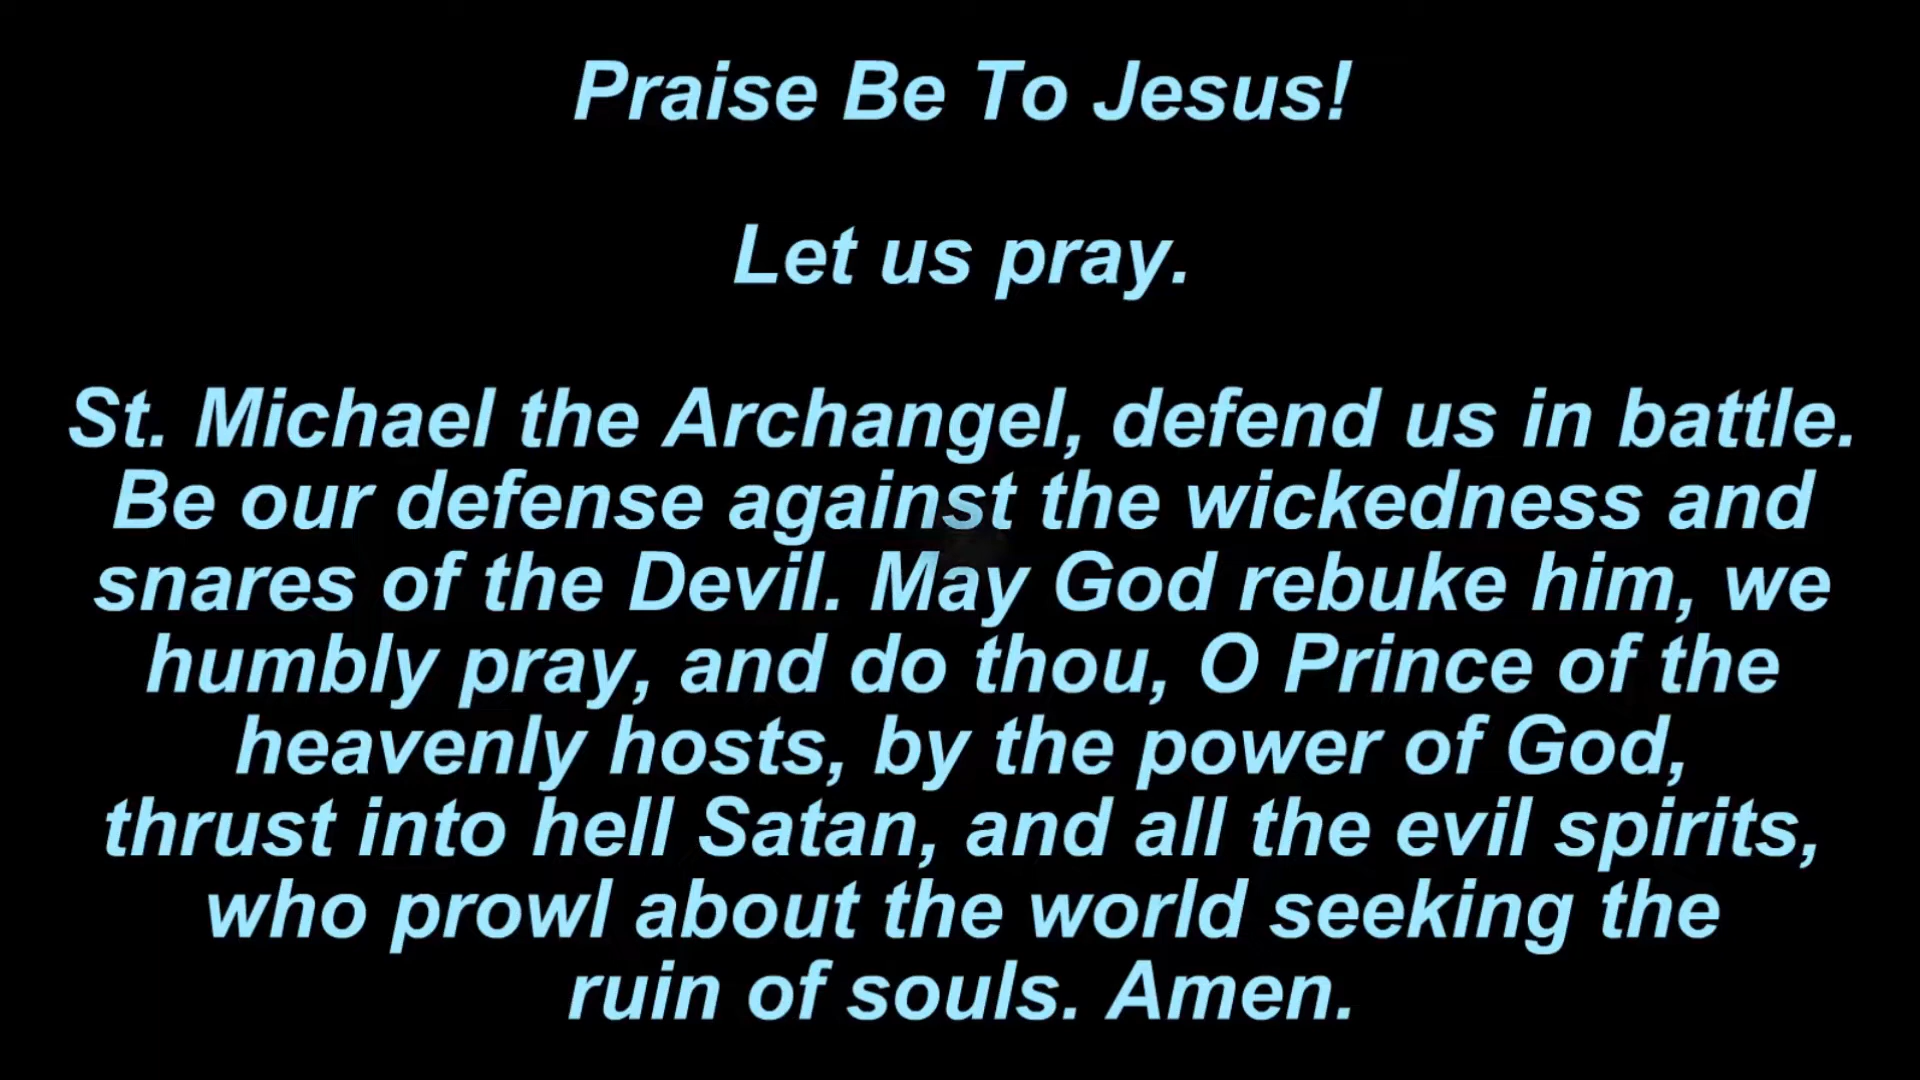 Praise Be To Jesus!
Let us pray.
St. Michael the Archangel, defend us in battle.
Be our defense against the wickedness and
snares of the Devil. May God rebuke him, we
humbly pray, and do thou, O Prince of the
heavenly hosts, by the power of God,
thrust into hell Satan, and all the evil spirits,
who prowl about the world seeking the
ruin of souls. Amen.